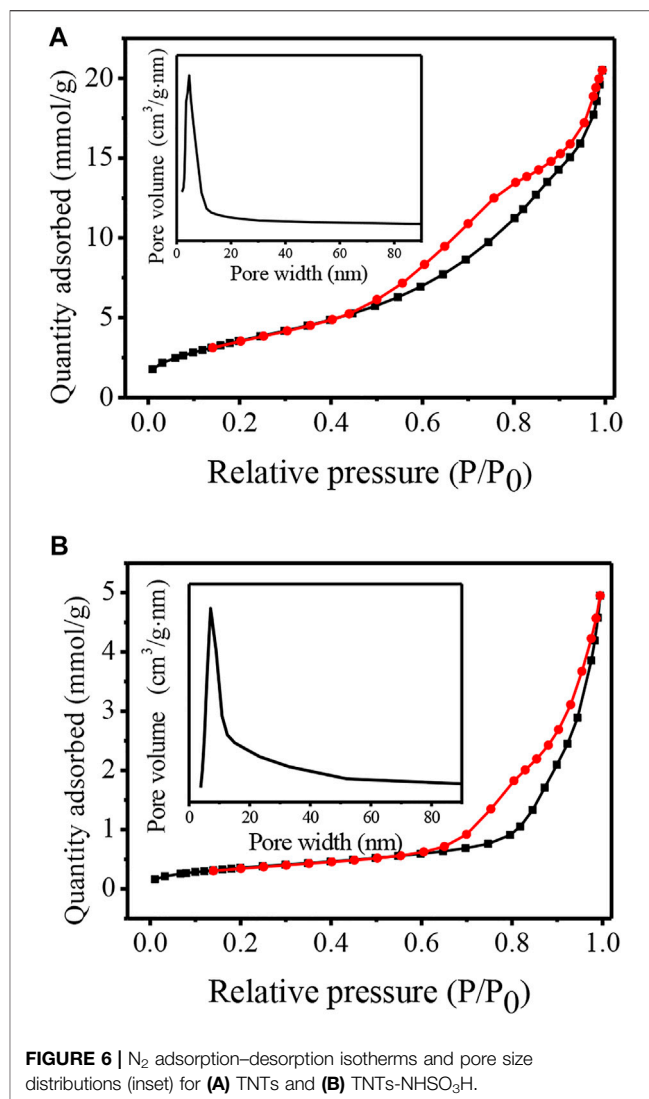 A
Quantity adsorbed (mmol/g)
20
15
10
5
0
0.0 0.2 0.4 0.6 0.8 1.0
Relative pressure (P/P₀)
Pore volume (cm³/g·nm)
0 20 40 60 80
Pore width (nm)
B
Quantity adsorbed (mmol/g)
5
4
3
2
1
0
0.0 0.2 0.4 0.6 0.8 1.0
Relative pressure (P/P₀)
Pore volume (cm³/g·nm)
0 20 40 60 80
Pore width (nm)
FIGURE 6 | N₂ adsorption–desorption isotherms and pore size
distributions (inset) for (A) TNTs and (B) TNTs-NHSO₃H.